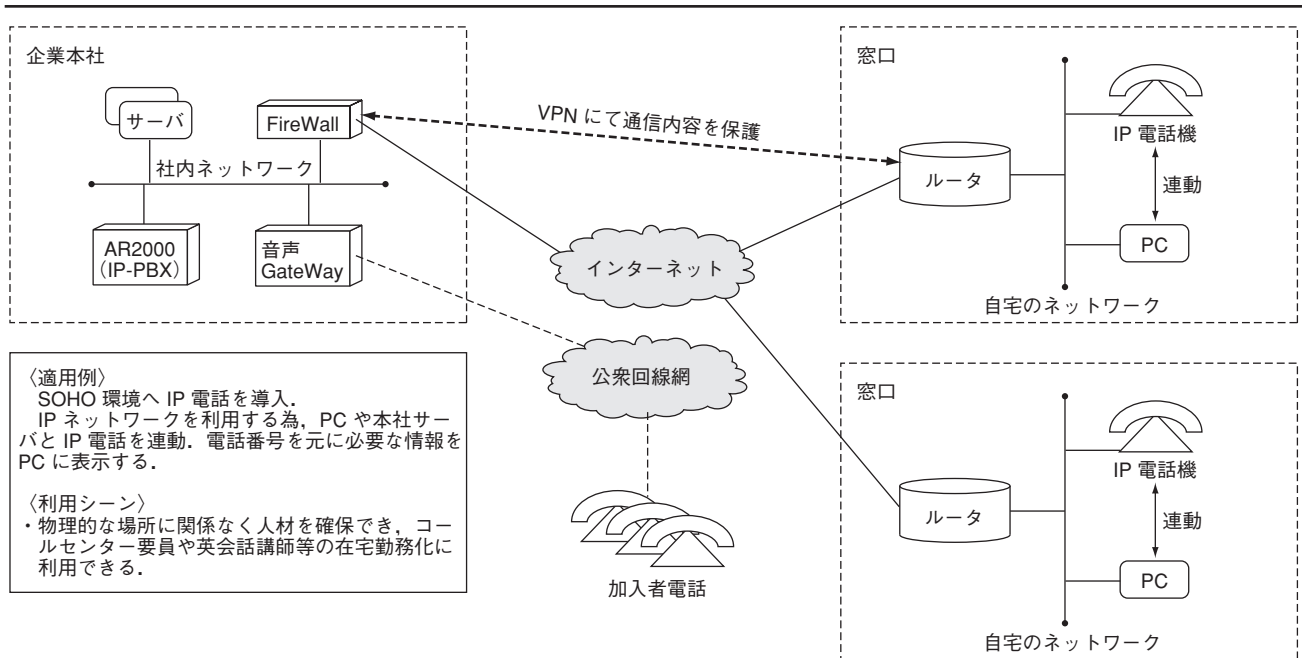 企業本社
サーバ
FireWall
社内ネットワーク
AR2000
（IP-PBX）
音声
GateWay
VPN にて通信内容を保護
インターネット
公衆回線網
加入者電話
窓口
ルータ
IP 電話機
連動
PC
自宅のネットワーク
窓口
ルータ
IP 電話機
連動
PC
自宅のネットワーク
〈適用例〉
SOHO 環境へ IP 電話を導入．
IP ネットワークを利用する為，PC や本社サー
バと IP 電話を連動．電話番号を元に必要な情報を
PC に表示する．
〈利用シーン〉
・物理的な場所に関係なく人材を確保でき，コー
ルセンター要員や英会話講師等の在宅勤務化に
利用できる．